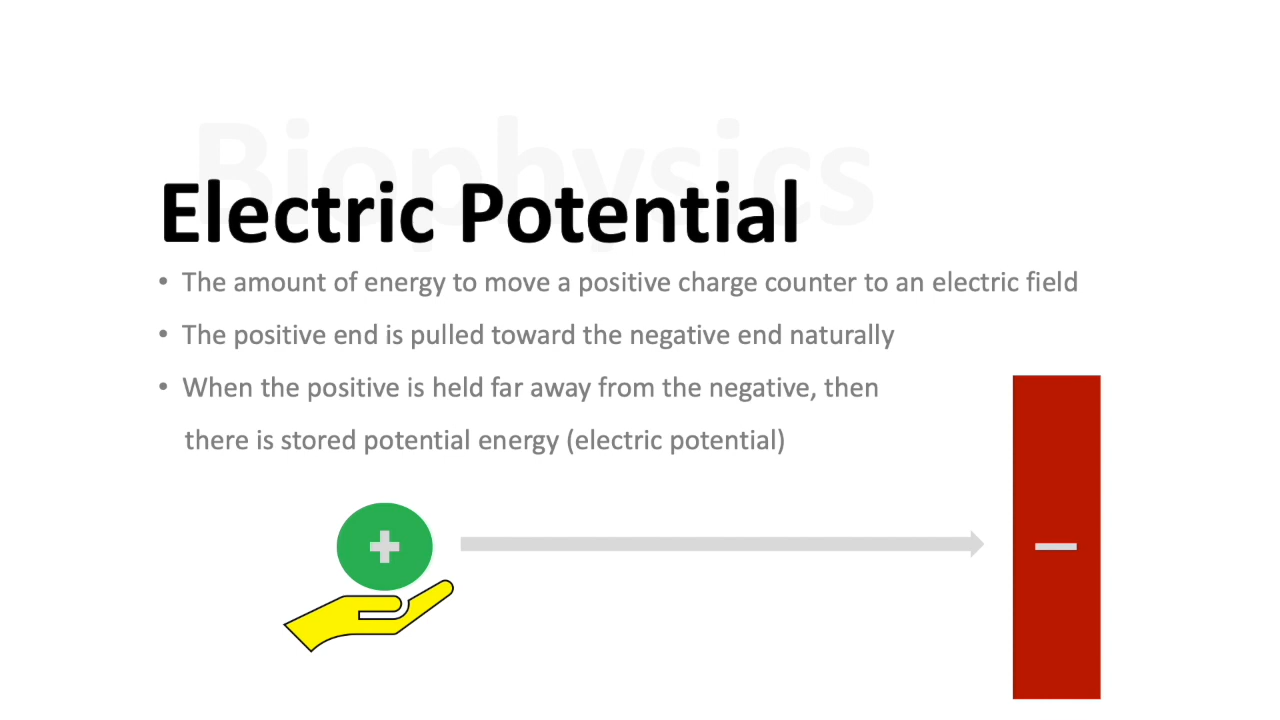 Biophysics
Electric Potential
• The amount of energy to move a positive charge counter to an electric field
• The positive end is pulled toward the negative end naturally
• When the positive is held far away from the negative, then
there is stored potential energy (electric potential)
+
−